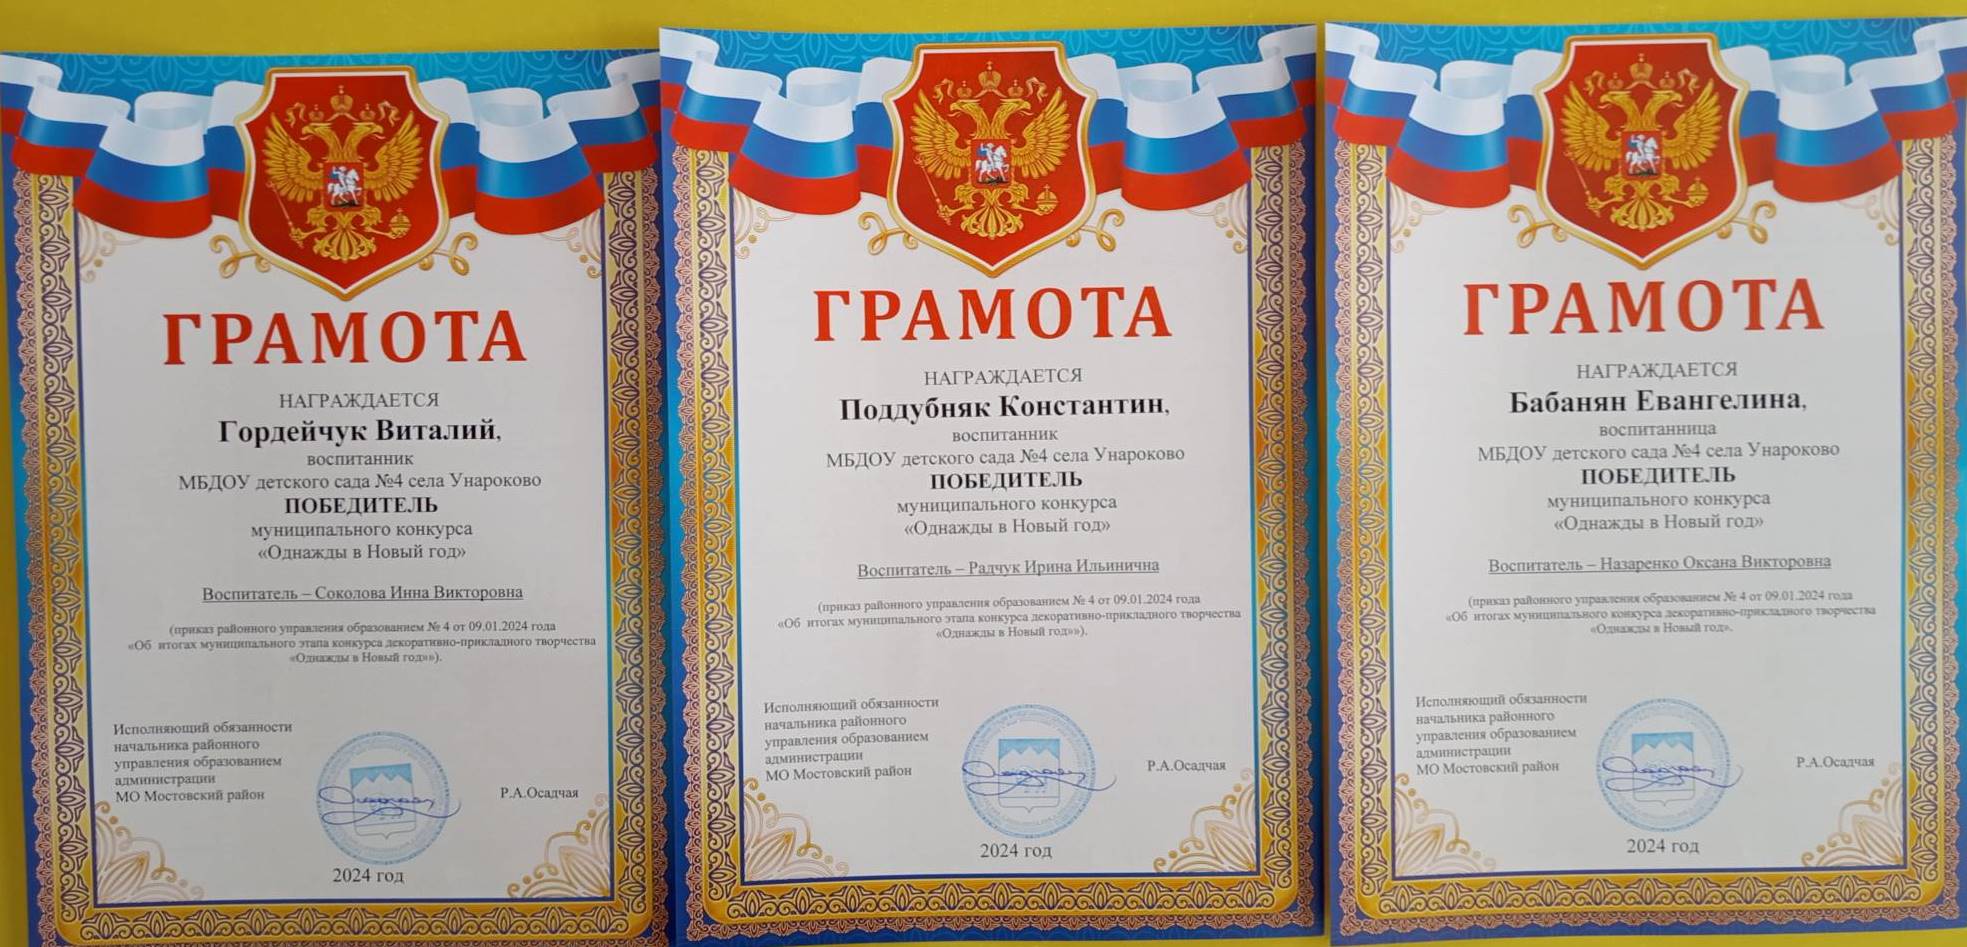 ГРАМОТА
НАГРАЖДАЕТСЯ
Гордейчук Виталий,
воспитанник
МБДОУ детского сада №4 села Унароково
ПОБЕДИТЕЛЬ
муниципального конкурса
«Однажды в Новый год»
Воспитатель – Соколова Инна Викторовна
(приказ районного управления образованием № 4 от 09.01.2024 года
«Об итогах муниципального этапа конкурса декоративно-прикладного творчества
«Однажды в Новый год»»).
Исполняющий обязанности
начальника районного
управления образованием
администрации
МО Мостовский район
Р.А.Осадчая
2024 год
ГРАМОТА
НАГРАЖДАЕТСЯ
Поддубняк Константин,
воспитанник
МБДОУ детского сада №4 села Унароково
ПОБЕДИТЕЛЬ
муниципального конкурса
«Однажды в Новый год»
Воспитатель – Радчук Ирина Ильинична
(приказ районного управления образованием № 4 от 09.01.2024 года
«Об итогах муниципального этапа конкурса декоративно-прикладного творчества
«Однажды в Новый год»»).
Исполняющий обязанности
начальника районного
управления образованием
администрации
МО Мостовский район
Р.А.Осадчая
2024 год
ГРАМОТА
НАГРАЖДАЕТСЯ
Бабанян Евангелина,
воспитанница
МБДОУ детского сада №4 села Унароково
ПОБЕДИТЕЛЬ
муниципального конкурса
«Однажды в Новый год»
Воспитатель – Назаренко Оксана Викторовна
(приказ районного управления образованием № 4 от 09.01.2024 года
«Об итогах муниципального конкурса декоративно-прикладного творчества
«Однажды в Новый год».
Исполняющий обязанности
начальника районного
управления образованием
администрации
МО Мостовский район
Р.А.Осадчая
2024 год